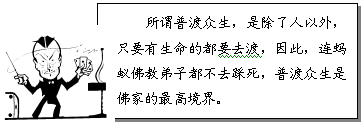 所谓普渡众生，是除了人以外，
只要有生命的都要去渡，因此，连蚂
蚁佛教弟子都不去踩死，普渡众生是
佛家的最高境界。